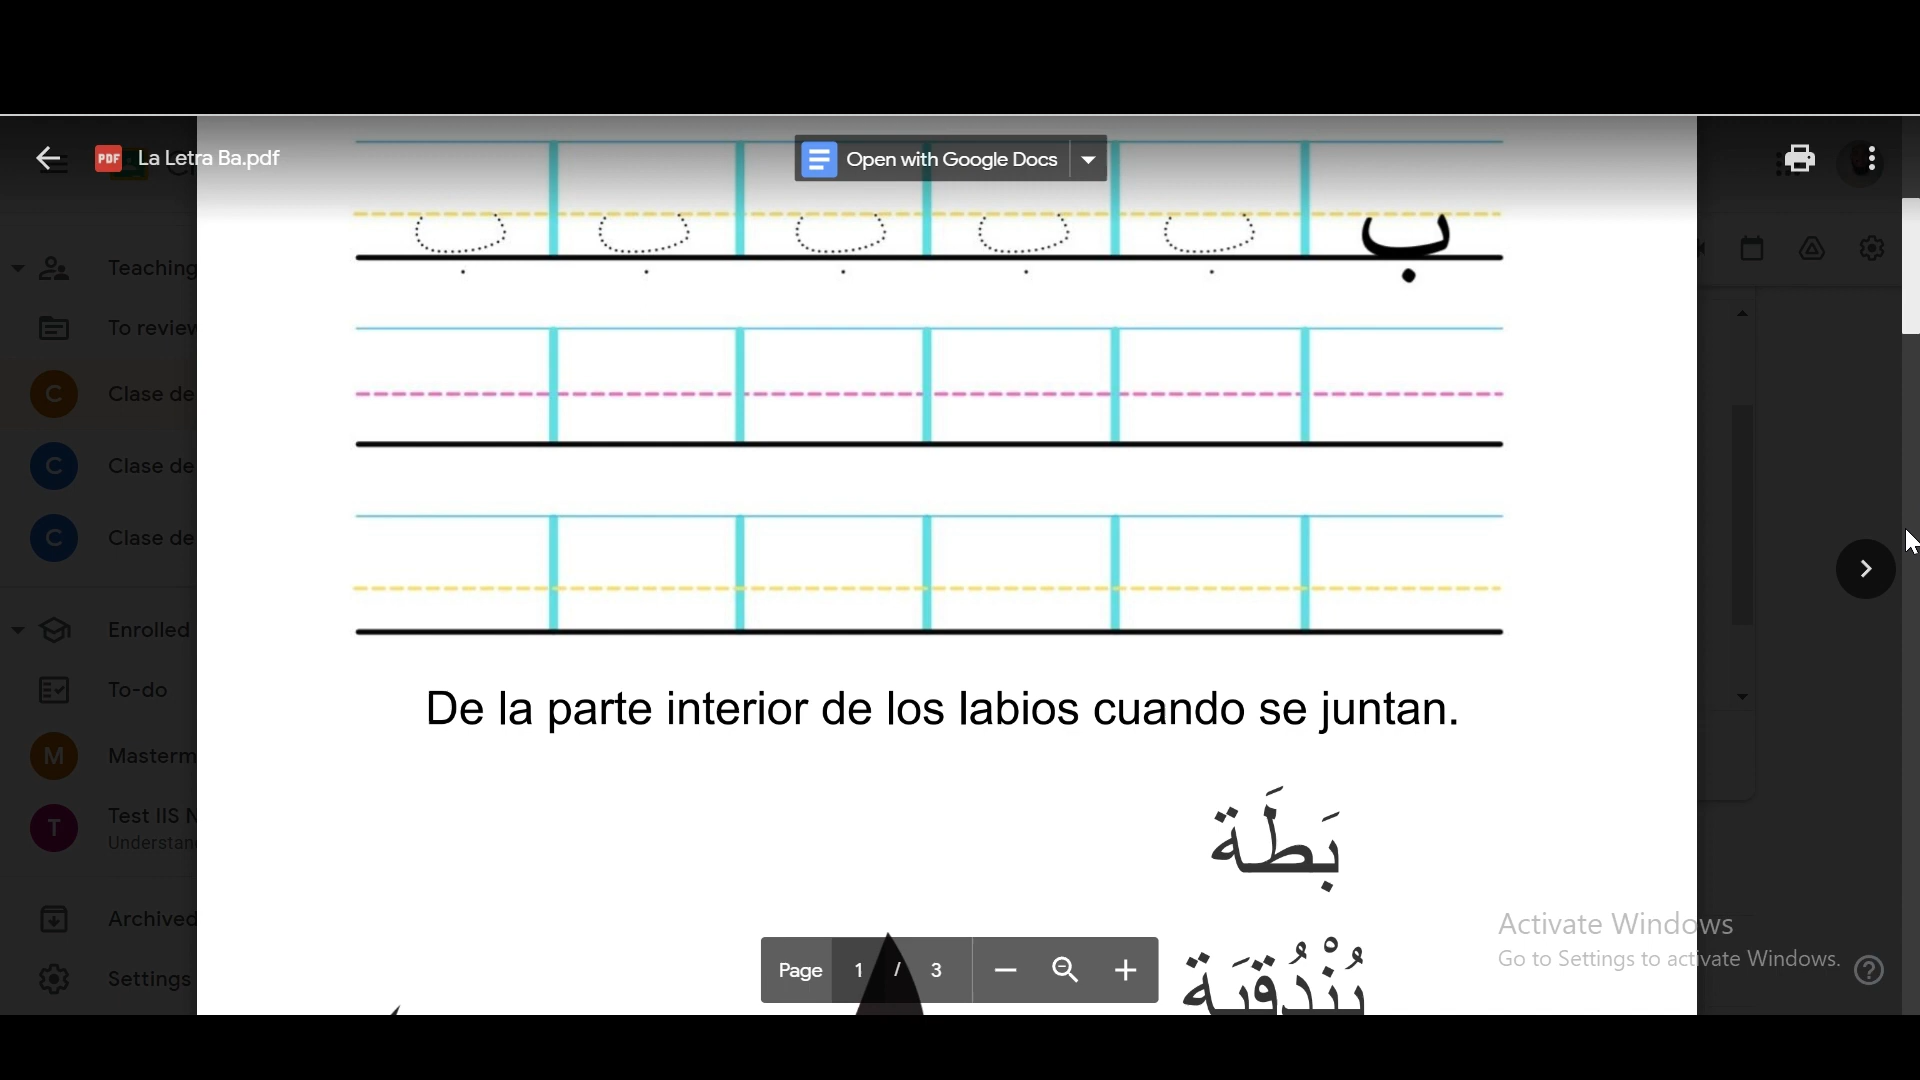 La Letra Ba.pdf
Open with Google Docs
Teaching
To review
Clase de
Clase de
Clase de
Enrolled
To-do
Masterm
Test IIS N
Understan
Archived
Settings
C
C
C
M
T
PDF
ب
De la parte interior de los labios cuando se juntan.
بَطَة
بُنْدُقيَة
Page 1 / 3
Activate Windows
Go to Settings to activate Windows.